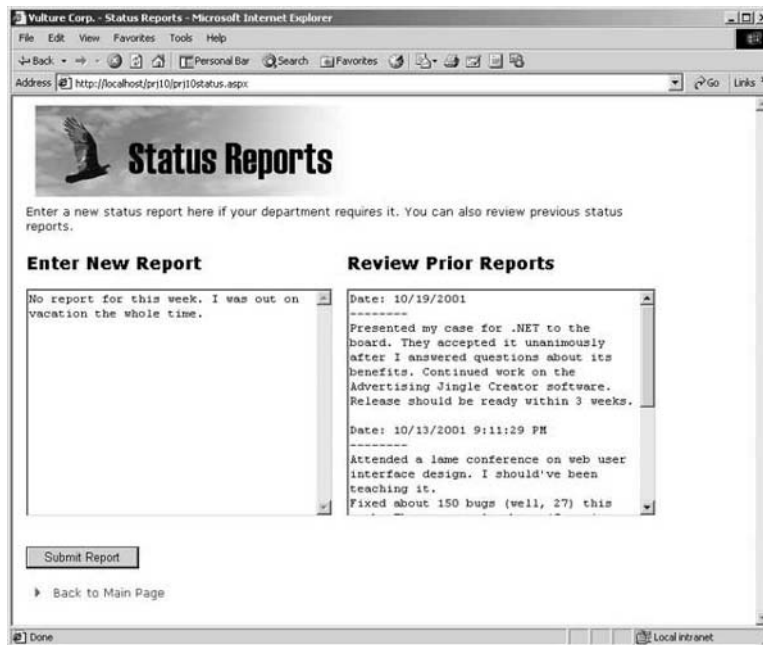 Vulture Corp. - Status Reports - Microsoft Internet Explorer
File Edit View Favorites Tools Help
Back Personal Bar Search Favorites
Address http://localhost/prj10/prj10status.aspx Go Links
Status Reports
Enter a new status report here if your department requires it. You can also review previous status
reports.
Enter New Report
No report for this week. I was out on
vacation the whole time.
Review Prior Reports
Date: 10/19/2001
--------
Presented my case for .NET to the
board. They accepted it unanimously
after I answered questions about its
benefits. Continued work on the
Advertising Jingle Creator software.
Release should be ready within 3 weeks.
Date: 10/13/2001 9:11:29 PM
--------
Attended a lame conference on web user
interface design. I should've been
teaching it.
Fixed about 150 bugs (well, 27) this
Submit Report
Back to Main Page
Done
Local intranet